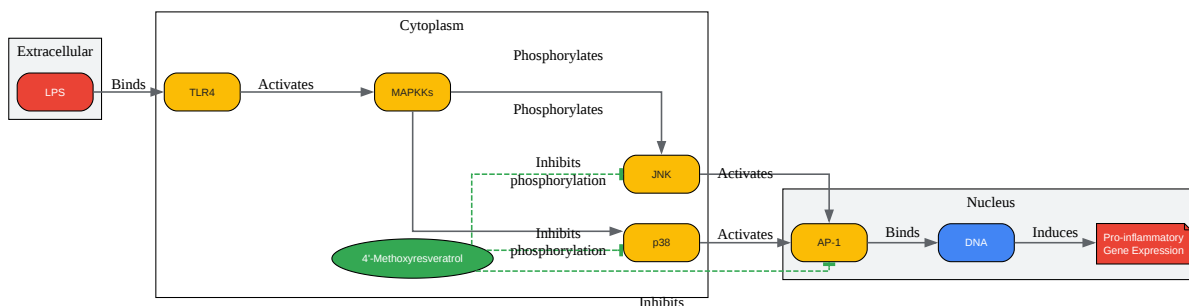 Cytoplasm
Extracellular
Phosphorylates
LPS
Binds
TLR4
Activates
MAPKKs
Phosphorylates
Inhibits
phosphorylation
JNK
Activates
Nucleus
Inhibits
phosphorylation
p38
Activates
AP-1
Binds
DNA
Induces
Pro-inflammatory
Gene Expression
4'-Methoxyresveratrol
Inhibits